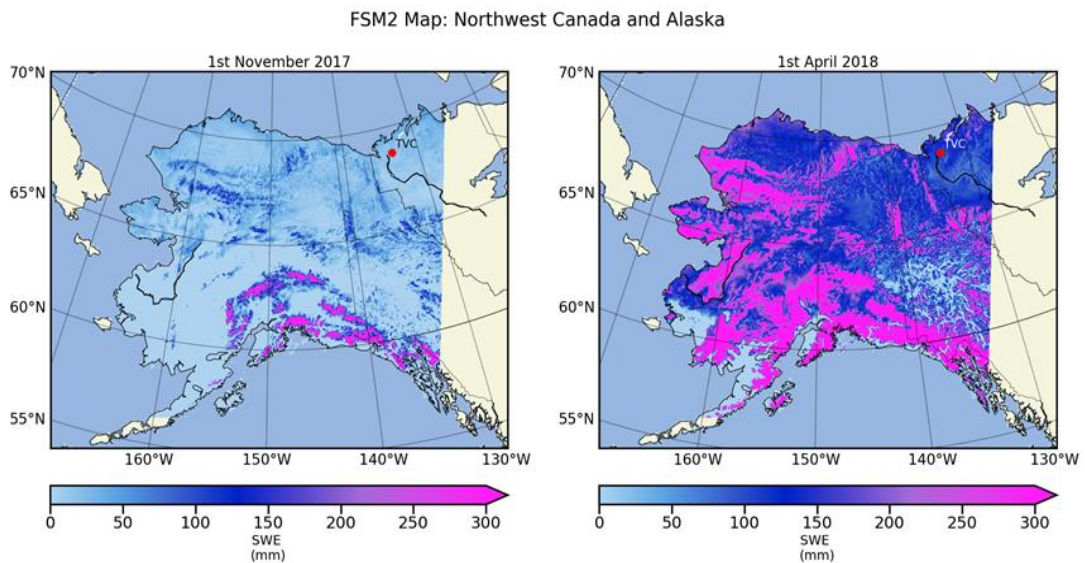 FSM2 Map: Northwest Canada and Alaska
1st November 2017
1st April 2018
70°N
65°N
60°N
55°N
160°W 150°W 140°W 130°W
TVC
70°N
65°N
60°N
55°N
160°W 150°W 140°W 130°W
TVC
0 50 100 150 200 250 300
SWE
(mm)
0 50 100 150 200 250 300
SWE
(mm)